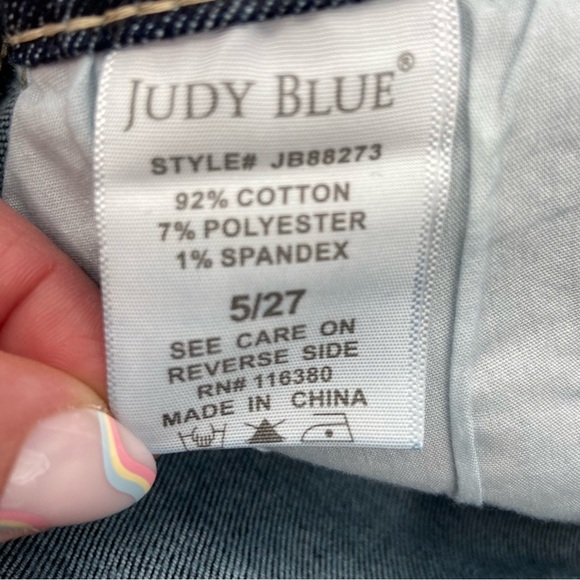 JUDY BLUE®
STYLE# JB88273
92% COTTON
7% POLYESTER
1% SPANDEX
5/27
SEE CARE ON
REVERSE SIDE
RN# 116380
MADE IN CHINA